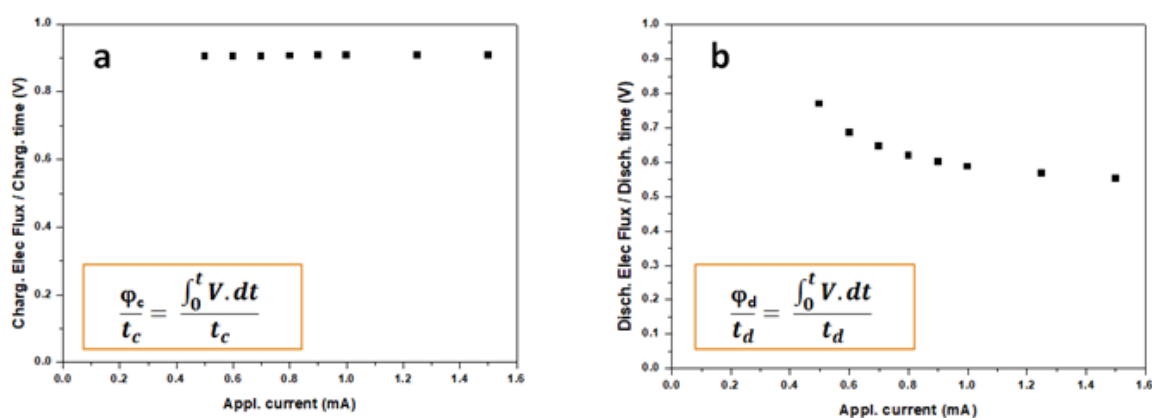 a
Charg. Elec Flux / Charg. time (V)
1.0
0.8
0.6
0.4
0.2
0.0
φc/tc = ∫₀ᵗ V.dt / tc
0.0 0.2 0.4 0.6 0.8 1.0 1.2 1.4 1.6
Appl. current (mA)
b
Disch. Elec Flux / Disch. time (V)
1.0
0.9
0.8
0.7
0.6
0.5
0.4
0.3
0.2
0.1
0.0
φd/td = ∫₀ᵗ V.dt / td
0.0 0.2 0.4 0.6 0.8 1.0 1.2 1.4 1.6
Appl. current (mA)